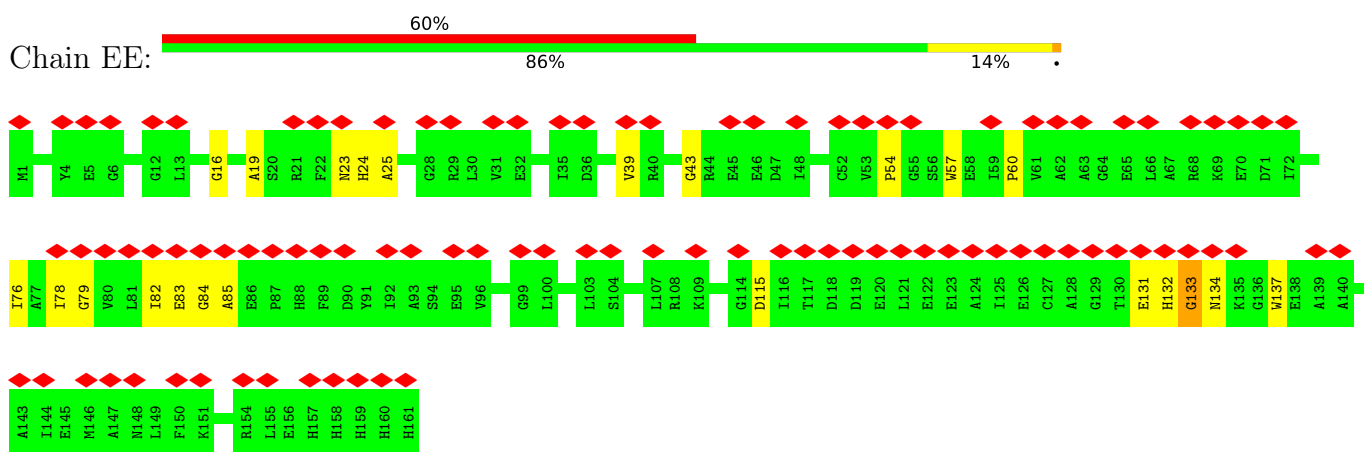 60%
Chain EE:
86% 14% •
M1 Y4 E5 G6 G12 L13 G16 A19 S20 R21 F22 N23 H24 A25 G28 R29 L30 V31 E32 I35 D36 V39 R40 G43 R44 E45 E46 D47 I48 C52 V53 P54 G55 S56 W57 E58 I59 P60 V61 A62 A63 G64 E65 L66 A67 R68 K69 E70 D71 I72
I76 A77 I78 G79 V80 L81 I82 E83 G84 A85 E86 P87 H88 F89 D90 Y91 I92 A93 S94 E95 V96 G99 L100 L103 S104 L107 R108 K109 G114 D115 I116 T117 D118 D119 E120 L121 E122 E123 A124 I125 E126 C127 A128 G129 T130 E131 H132 G133 N134 K135 G136 W137 E138 A139 A140
A143 I144 E145 M146 A147 N148 L149 F150 K151 R154 L155 E156 H157 H158 H159 H160 H161